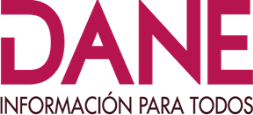 DANE
INFORMACIÓN PARA TODOS